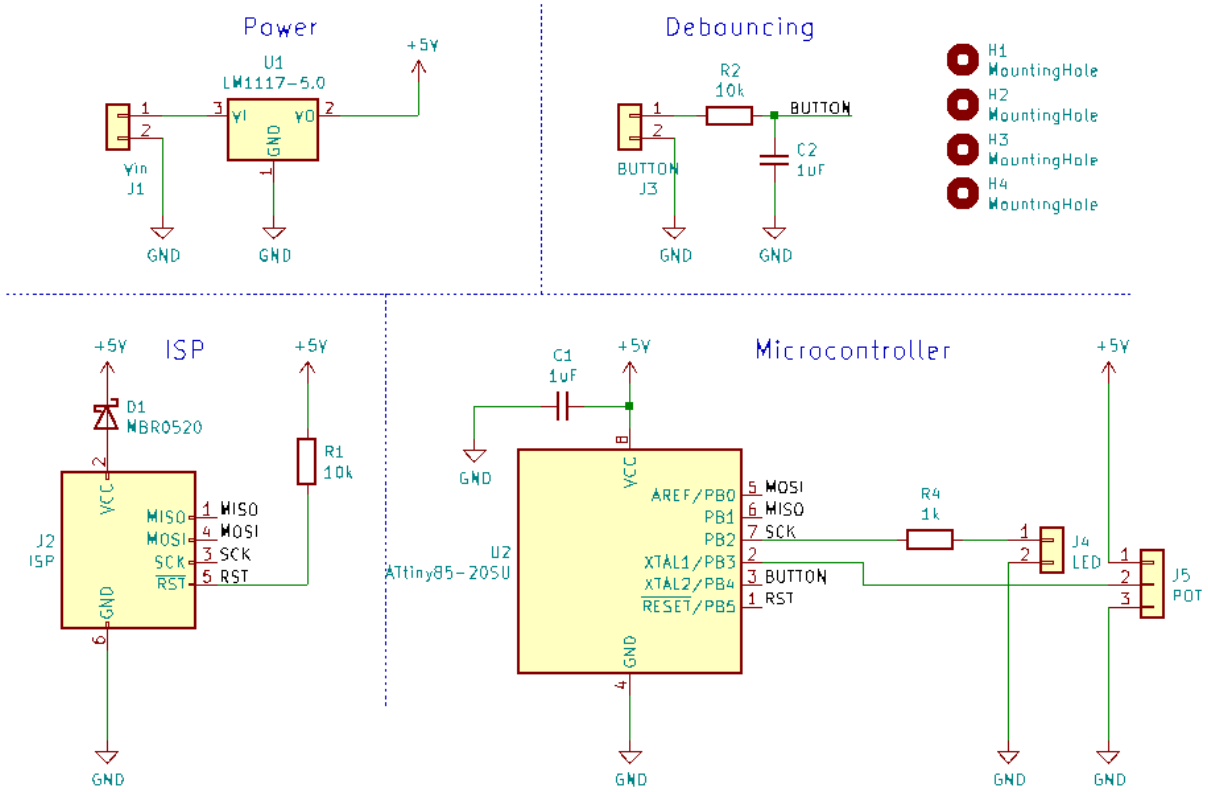 Power
+5V
U1
LM1117-5.0
1
2
Vin
J1
3
VI
VO
2
GND
1
GND
GND
Debouncing
R2
10k
1
2
BUTTON
J3
BUTTON
C2
1uF
GND
GND
H1
MountingHole
H2
MountingHole
H3
MountingHole
H4
MountingHole
ISP
+5V
+5V
D1
MBR0520
R1
10k
2
VCC
J2
ISP
MISO
1
MISO
MOSI
4
MOSI
SCK
3
SCK
RST
5
RST
GND
6
GND
Microcontroller
C1
1uF
+5V
+5V
GND
8
VCC
U2
ATtiny85-20SU
AREF/PB0
5
MOSI
PB1
6
MISO
PB2
7
SCK
XTAL1/PB3
2
XTAL2/PB4
3
BUTTON
RESET/PB5
1
RST
GND
4
GND
R4
1k
1
2
J4
LED
1
2
3
J5
POT
GND
GND